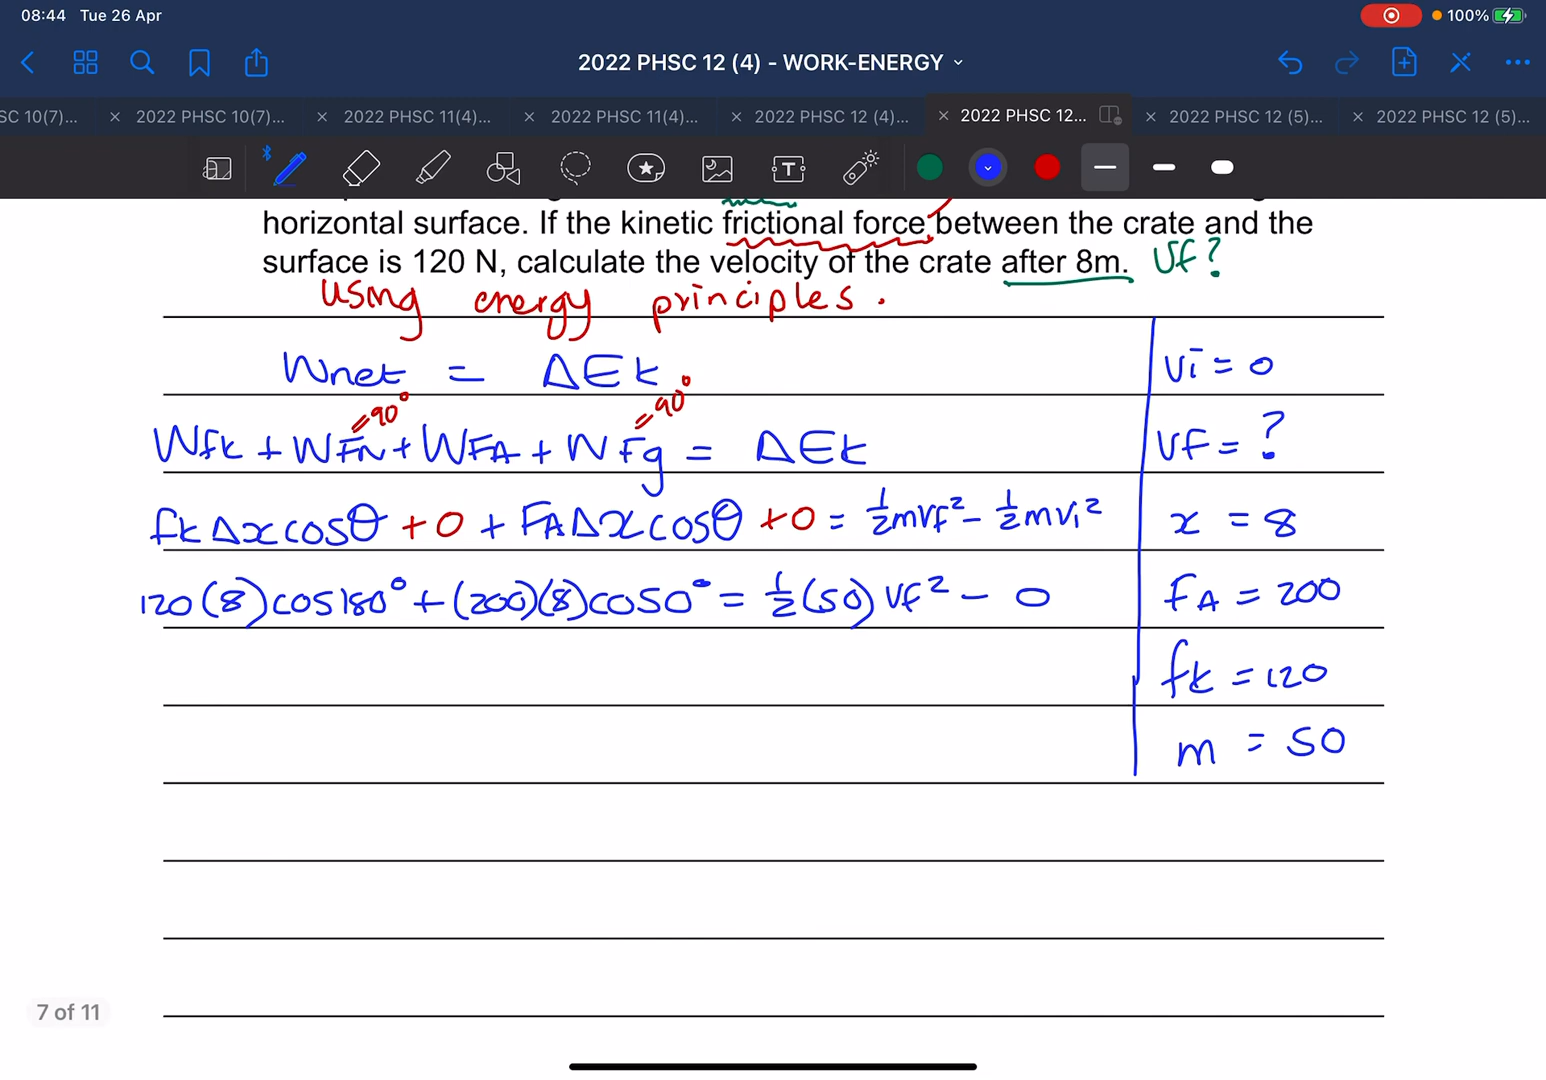 08:44 Tue 26 Apr
100%
2022 PHSC 12 (4) - WORK-ENERGY
SC 10(7)... × 2022 PHSC 10(7)... × 2022 PHSC 11(4)... × 2022 PHSC 11(4)... × 2022 PHSC 12 (4)... × 2022 PHSC 12... × 2022 PHSC 12 (5)... × 2022 PHSC 12 (5)...
T
horizontal surface. If the kinetic frictional force between the crate and the
surface is 120 N, calculate the velocity of the crate after 8m. Vf?
using energy principles.
Wnet = ΔEk
Vi = 0
=90° =90°
Wfk + WFN + WFA + WFg = ΔEk
Vf = ?
fkΔxcosθ +0 + FAΔxcosθ +0 = ½mvf² - ½mvi²
x = 8
120(8)cos180° + (200)(8)cos0° = ½(50)vf² - 0
FA = 200
fk = 120
m = 50
7 of 11